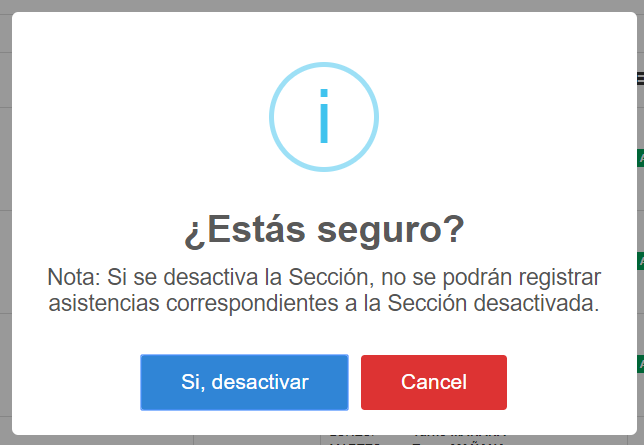 i
¿Estás seguro?
Nota: Si se desactiva la Sección, no se podrán registrar
asistencias correspondientes a la Sección desactivada.
Si, desactivar
Cancel